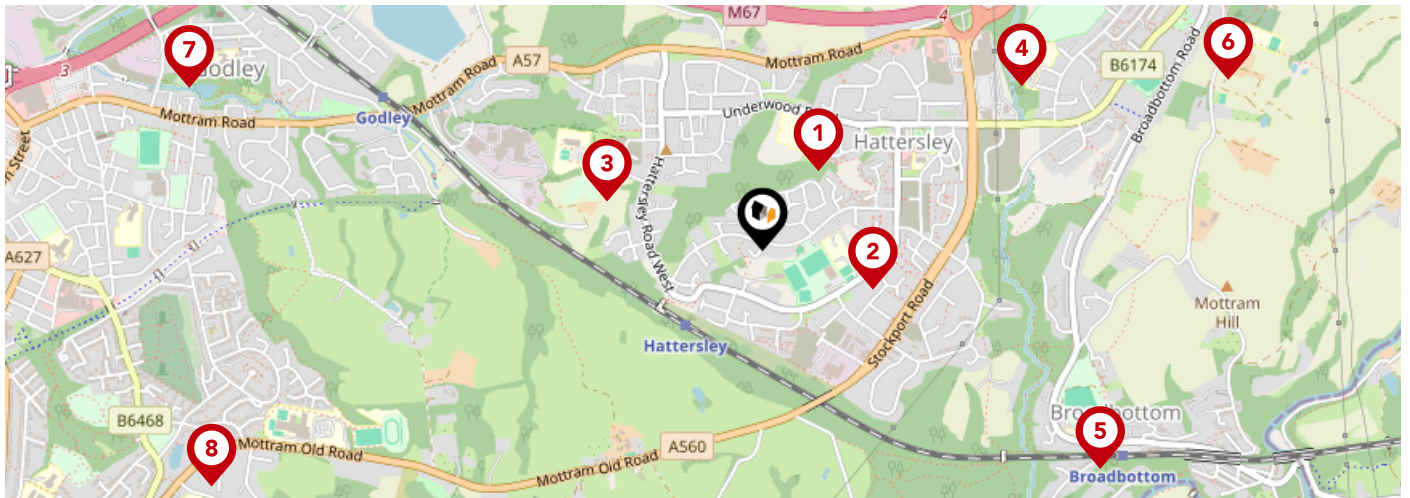 M67
4
7
4
6
3
Godley
A57
Mottram Road
Mottram Road
B6174
Broadbottom Road
Mottram Road
Godley
Underwood R
1
Hattersley
3
Hattersley Road West
2
A627
n Street
Stockport Road
Mottram
Hill
Hattersley
B6468
Broadbottom
5
8
Mottram Old Road
A560
Mottram Old Road
Broadbottom